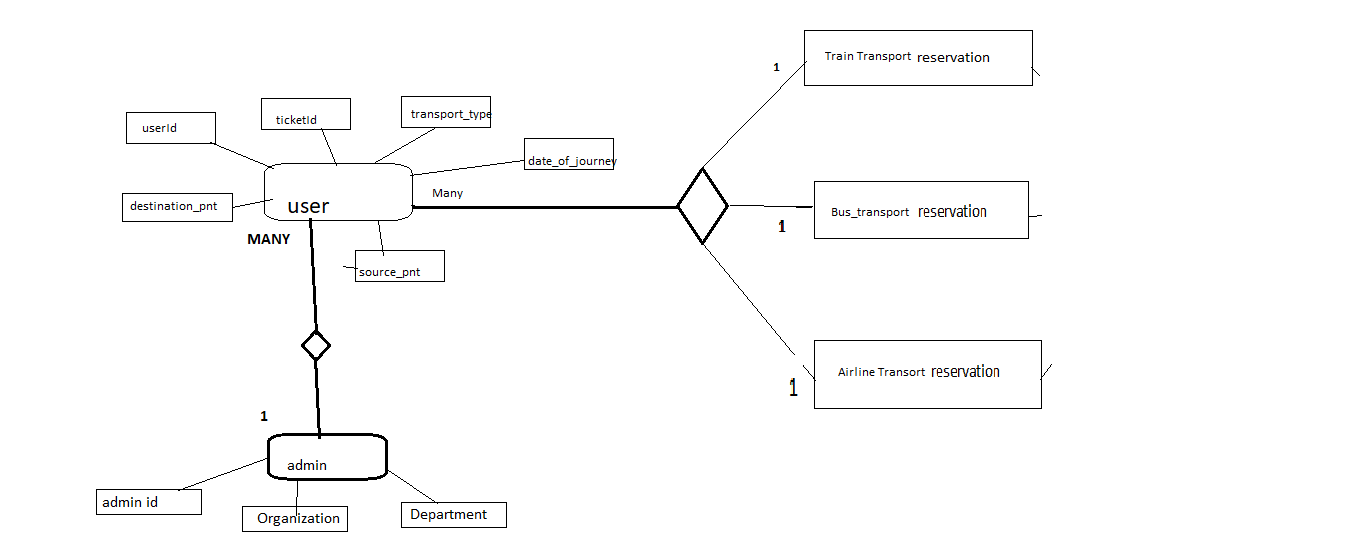 Train Transport reservation
1
userId
ticketId
transport_type
date_of_journey
destination_pnt
user
Many
Bus_transport reservation
1
MANY
source_pnt
Airline Transort reservation
1
1
admin
admin id
Organization
Department